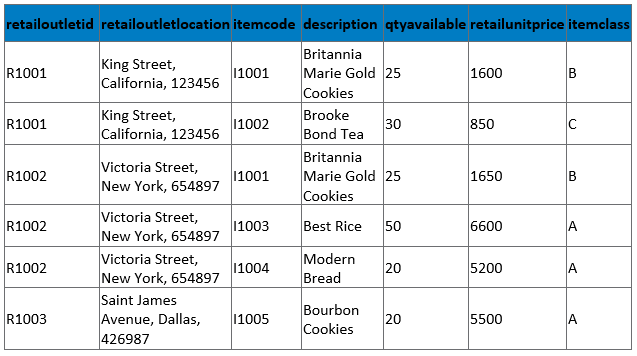 retailoutletid retailoutletlocation itemcode description qtyavailable retailunitprice itemclass
R1001 King Street, California, 123456 I1001 Britannia Marie Gold Cookies 25 1600 B
R1001 King Street, California, 123456 I1002 Brooke Bond Tea 30 850 C
R1002 Victoria Street, New York, 654897 I1001 Britannia Marie Gold Cookies 25 1650 B
R1002 Victoria Street, New York, 654897 I1003 Best Rice 50 6600 A
R1002 Victoria Street, New York, 654897 I1004 Modern Bread 20 5200 A
R1003 Saint James Avenue, Dallas, 426987 I1005 Bourbon Cookies 20 5500 A